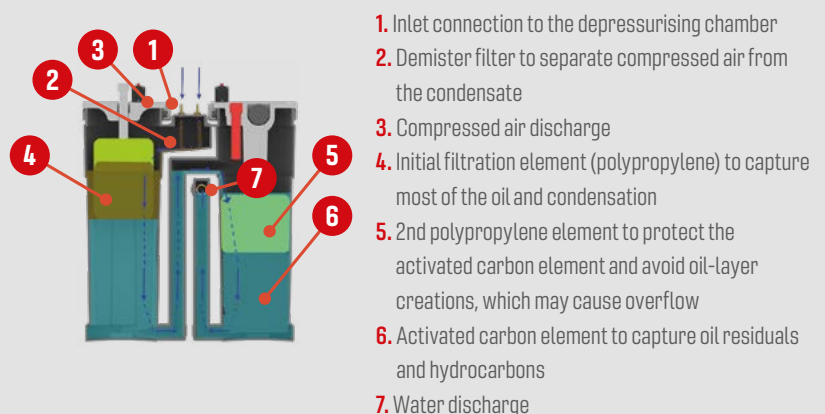 3
1
2
4
5
7
6
1. Inlet connection to the depressurising chamber
2. Demister filter to separate compressed air from
the condensate
3. Compressed air discharge
4. Initial filtration element (polypropylene) to capture
most of the oil and condensation
5. 2nd polypropylene element to protect the
activated carbon element and avoid oil-layer
creations, which may cause overflow
6. Activated carbon element to capture oil residuals
and hydrocarbons
7. Water discharge